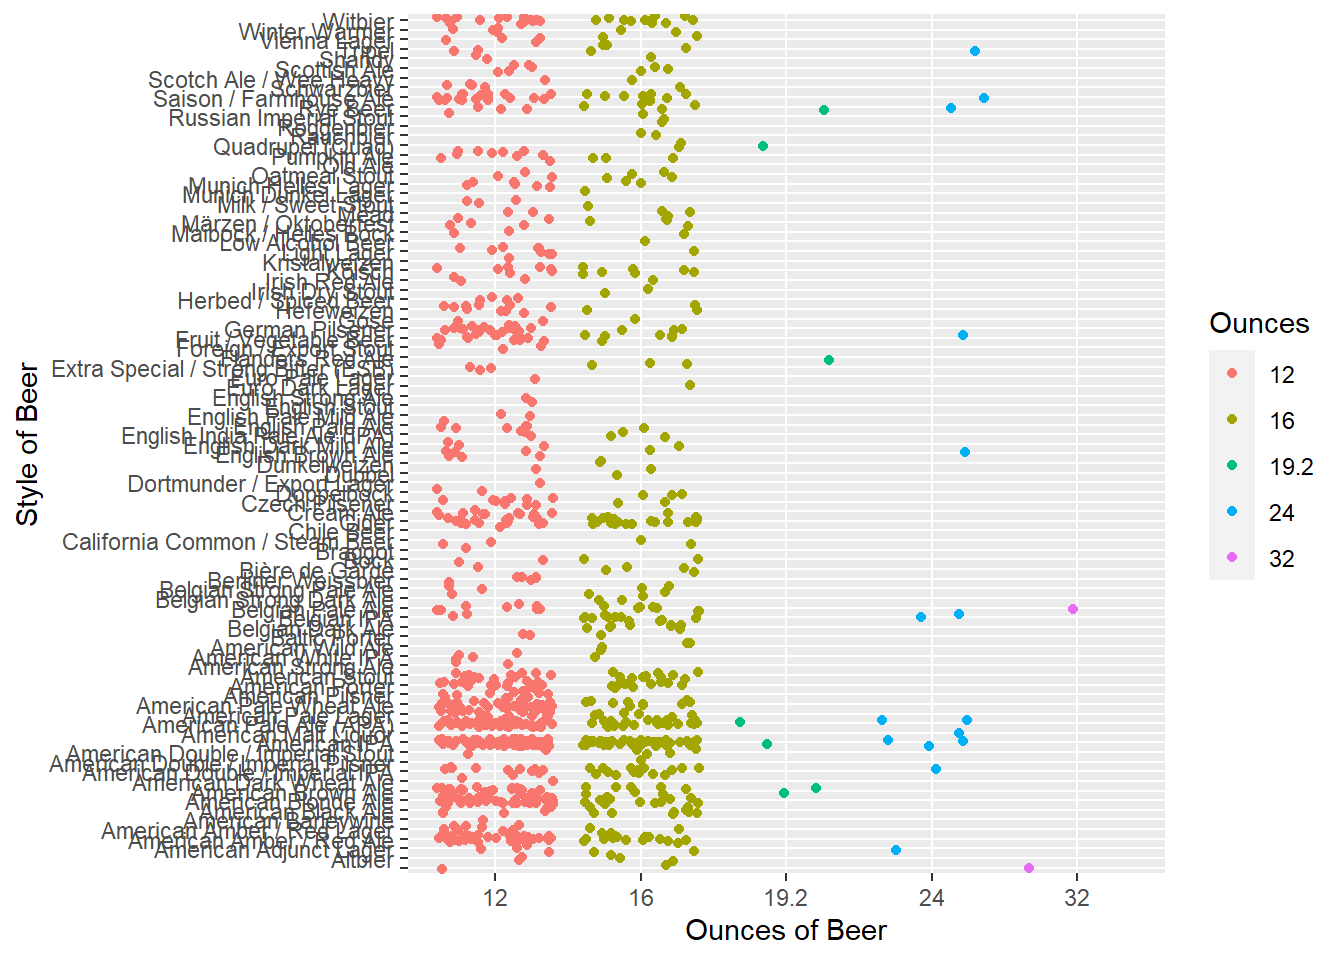 Witbier
Winter Warmer
Vienna Lager
Tripel
Shandy
Scottish Ale
Scotch Ale / Wee Heavy
Schwarzbier
Saison / Farmhouse Ale
Rye Beer
Russian Imperial Stout
Roggenbier
Rauchbier
Quadrupel (Quad)
Pumpkin Ale
Old Ale
Oatmeal Stout
Munich Helles Lager
Munich Dunkel Lager
Milk / Sweet Stout
Mead
Märzen / Oktoberfest
Maibock / Helles Bock
Low Alcohol Beer
Light Lager
Kristalweizen
Kölsch
Irish Red Ale
Irish Dry Stout
Herbed / Spiced Beer
Hefeweizen
Gose
German Pilsener
Fruit / Vegetable Beer
Foreign / Export Stout
Flanders Red Ale
Extra Special / Strong Bitter (ESB)
Euro Pale Lager
Euro Dark Lager
English Strong Ale
English Stout
English Pale Mild Ale
English Pale Ale
English India Pale Ale (IPA)
English Dark Mild Ale
English Brown Ale
Dunkelweizen
Dubbel
Dortmunder / Export Lager
Doppelbock
Czech Pilsener
Cream Ale
Cider
Chile Beer
California Common / Steam Beer
Braggot
Bock
Bière de Garde
Berliner Weissbier
Belgian Strong Pale Ale
Belgian Strong Dark Ale
Belgian Pale Ale
Belgian IPA
Belgian Dark Ale
Baltic Porter
American Wild Ale
American White IPA
American Strong Ale
American Stout
American Porter
American Pilsner
American Pale Wheat Ale
American Pale Lager
American Pale Ale (APA)
American Malt Liquor
American IPA
American Double / Imperial Stout
American Double / Imperial Pilsner
American Double / Imperial IPA
American Dark Wheat Ale
American Brown Ale
American Blonde Ale
American Black Ale
American Barleywine
American Amber / Red Lager
American Amber / Red Ale
American Adjunct Lager
Altbier
Style of Beer
12 16 19.2 24 32
Ounces of Beer
Ounces
12
16
19.2
24
32